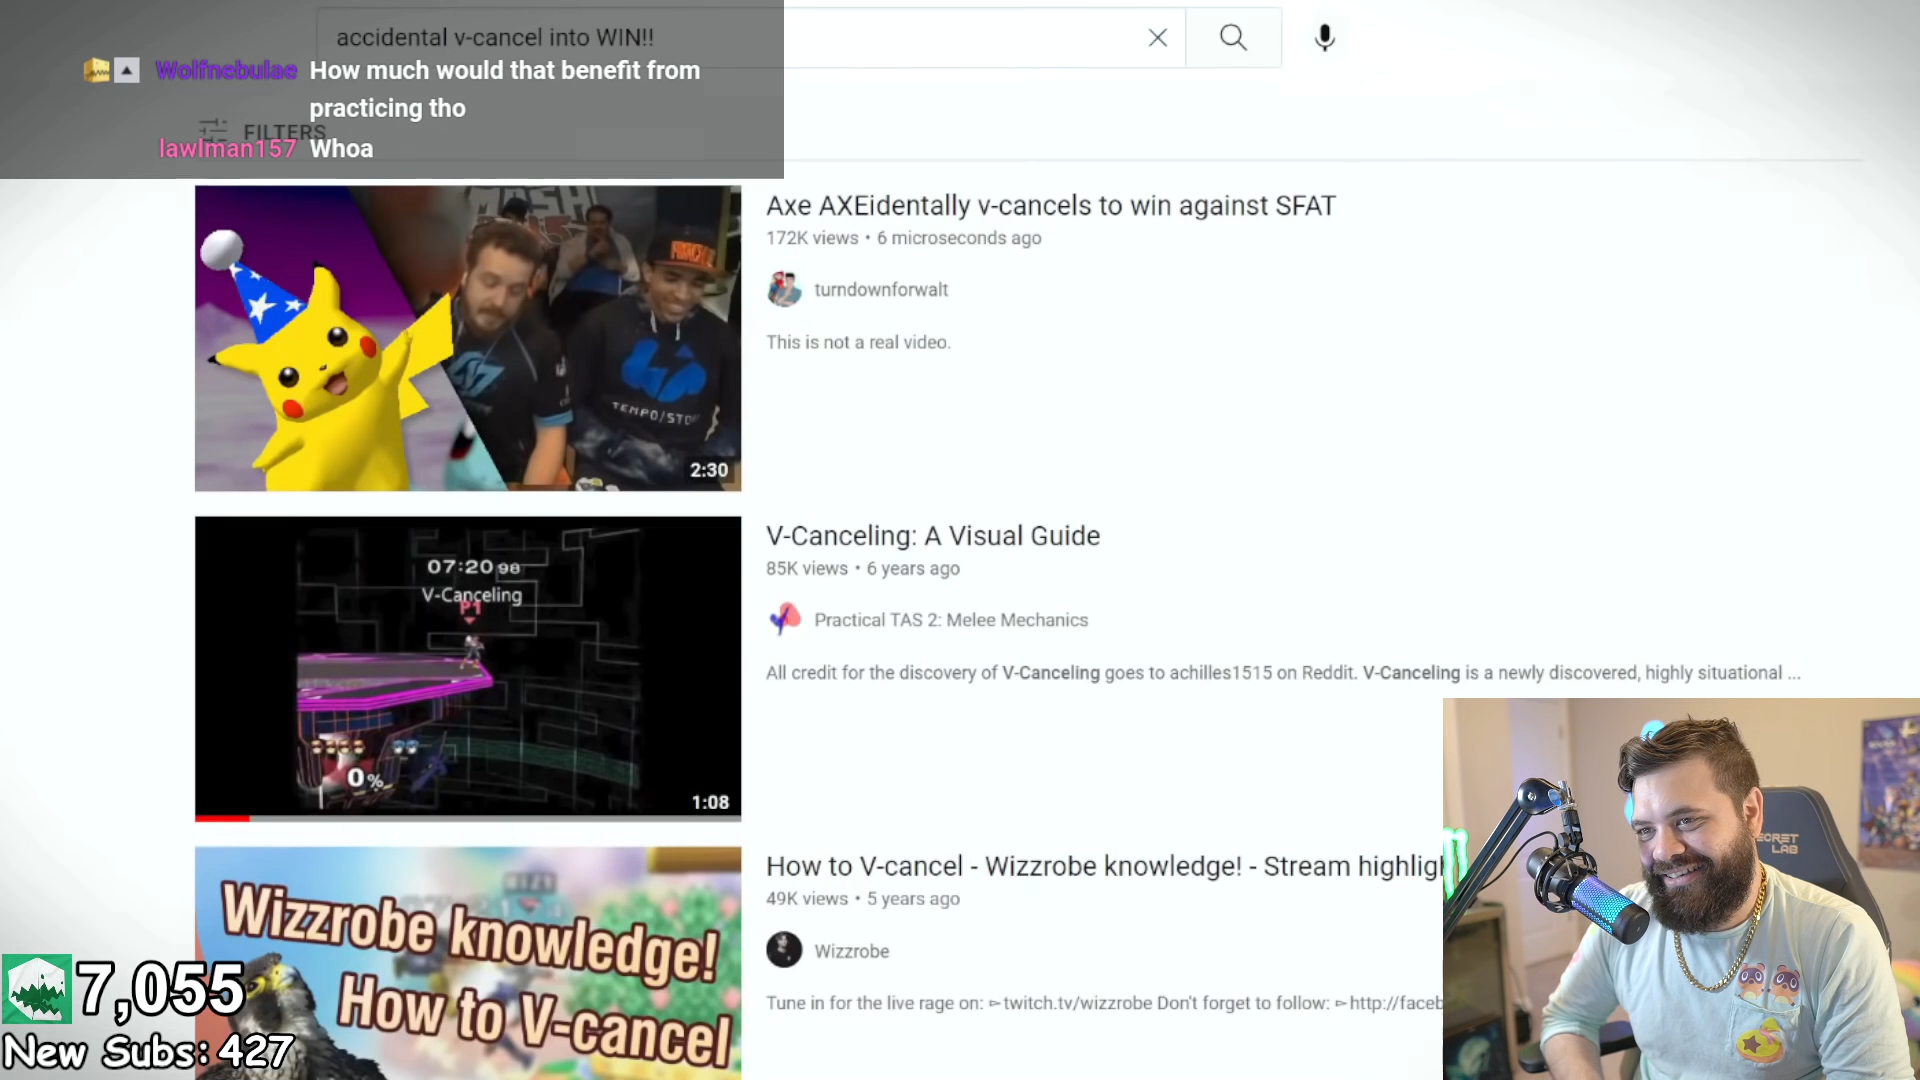 accidental v-cancel into WIN!!
Wolfnebulae How much would that benefit from
practicing tho
FILTERS
lawlman157 Whoa
Axe AXEidentally v-cancels to win against SFAT
172K views • 6 microseconds ago
turndownforwalt
This is not a real video.
TEMPO/STO
2:30
V-Canceling: A Visual Guide
85K views • 6 years ago
Practical TAS 2: Melee Mechanics
All credit for the discovery of V-Canceling goes to achilles1515 on Reddit. V-Canceling is a newly discovered, highly situational ...
07:20 98
V-Canceling
P1
0%
1:08
How to V-cancel - Wizzrobe knowledge! - Stream highligh
49K views • 5 years ago
Wizzrobe
Tune in for the live rage on: ►twitch.tv/wizzrobe Don't forget to follow: ►http://faceb
Wizzrobe knowledge!
How to V-cancel
SECRET
LAB
7,055
New Subs: 427